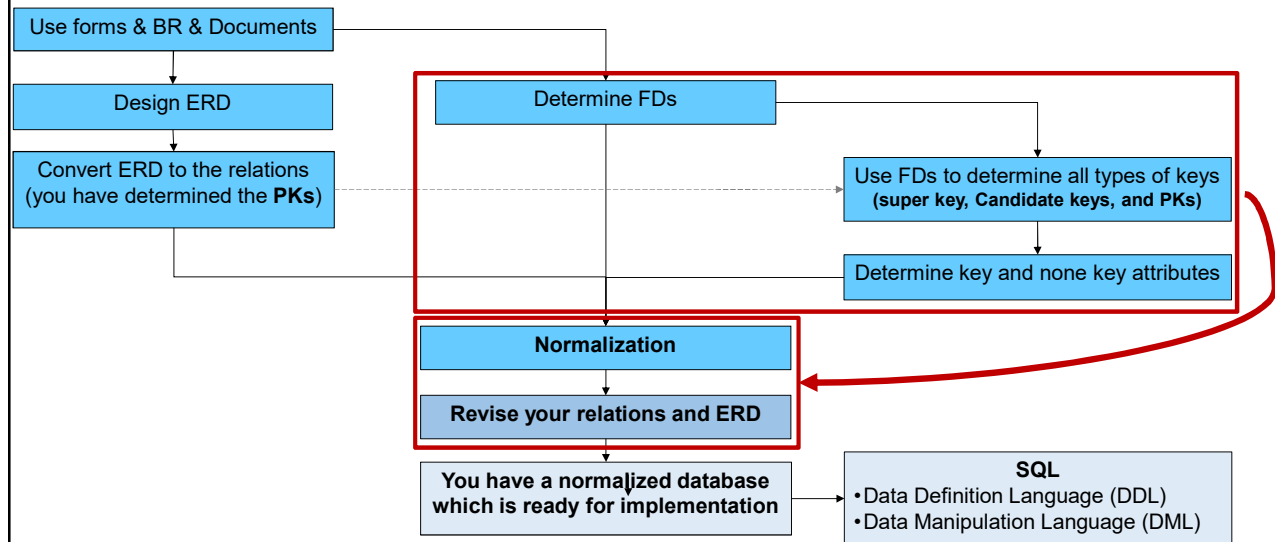 Use forms & BR & Documents
Design ERD
Convert ERD to the relations
(you have determined the PKs)
Determine FDs
Use FDs to determine all types of keys
(super key, Candidate keys, and PKs)
Determine key and none key attributes
Normalization
Revise your relations and ERD
You have a normalized database
which is ready for implementation
SQL
•Data Definition Language (DDL)
•Data Manipulation Language (DML)